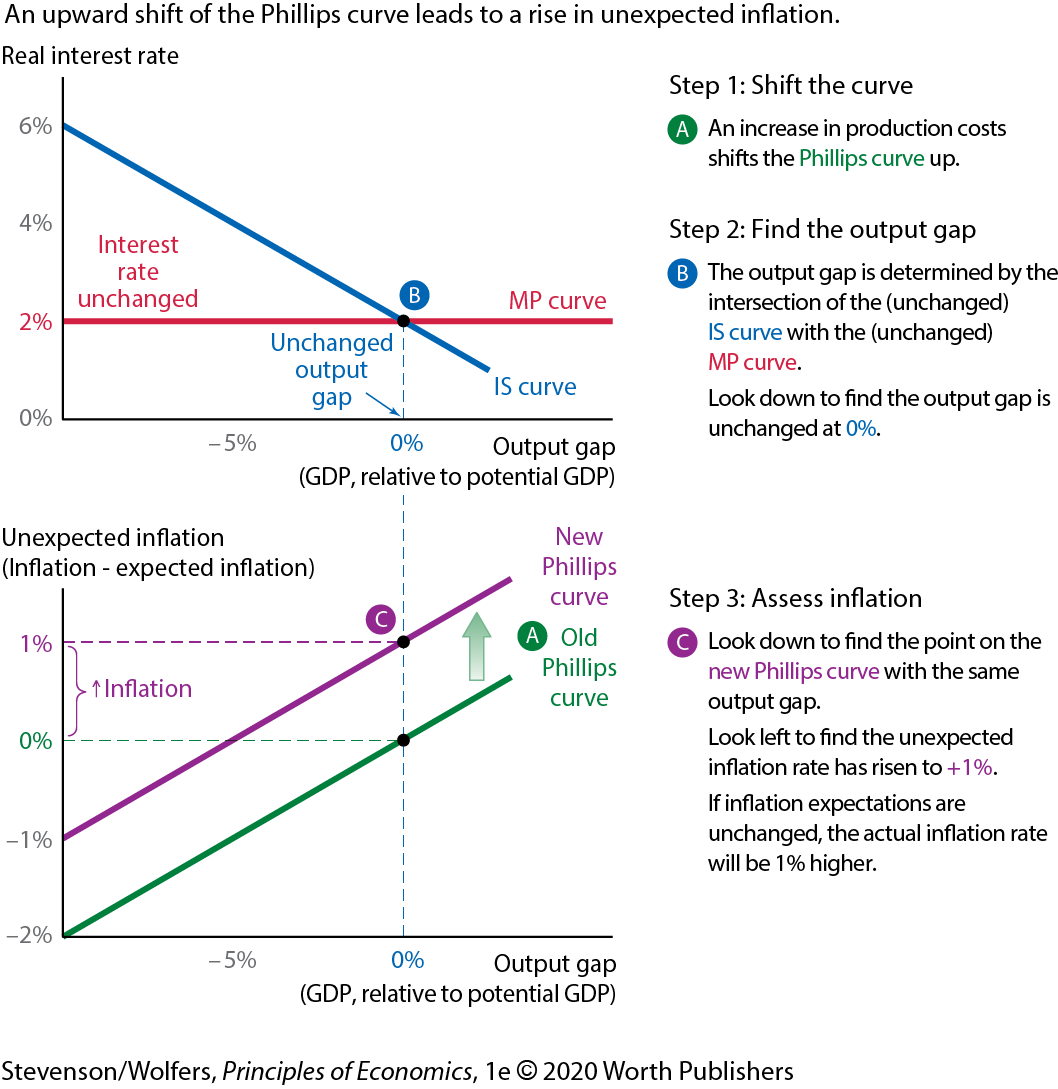 An upward shift of the Phillips curve leads to a rise in unexpected inflation.
Real interest rate
6%
4%
2%
0%
Interest
rate
unchanged
B
MP curve
Unchanged
output
gap
IS curve
–5%
0%
Output gap
(GDP, relative to potential GDP)
Step 1: Shift the curve
A An increase in production costs
shifts the Phillips curve up.
Step 2: Find the output gap
B The output gap is determined by the
intersection of the (unchanged)
IS curve with the (unchanged)
MP curve.
Look down to find the output gap is
unchanged at 0%.
Unexpected inflation
(Inflation - expected inflation)
1%
0%
–1%
–2%
↑Inflation
C
New
Phillips
curve
A Old
Phillips
curve
–5%
0%
Output gap
(GDP, relative to potential GDP)
Step 3: Assess inflation
C Look down to find the point on the
new Phillips curve with the same
output gap.
Look left to find the unexpected
inflation rate has risen to +1%.
If inflation expectations are
unchanged, the actual inflation rate
will be 1% higher.
Stevenson/Wolfers, Principles of Economics, 1e © 2020 Worth Publishers